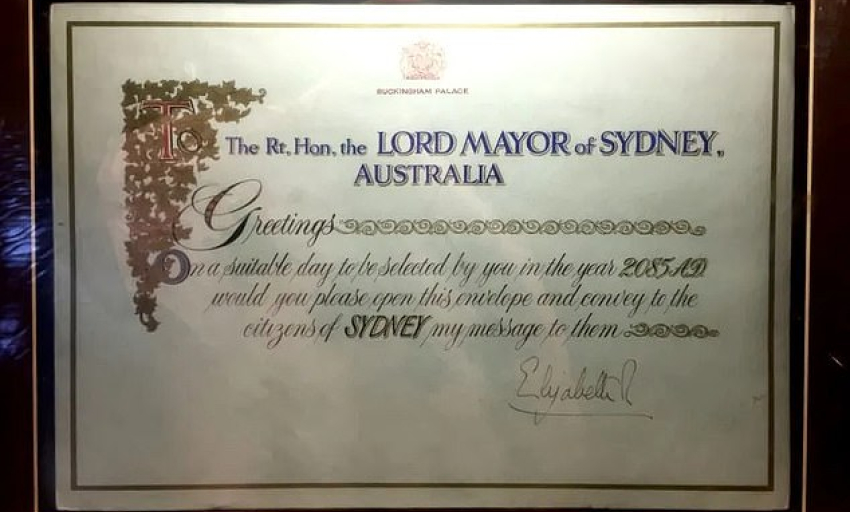 BUCKINGHAM PALACE
To The Rt. Hon. the LORD MAYOR of SYDNEY,
AUSTRALIA
Greetings
On a suitable day to be selected by you in the year 2085 A.D.
would you please open this envelope and convey to the
citizens of SYDNEY my message to them
Elizabeth R